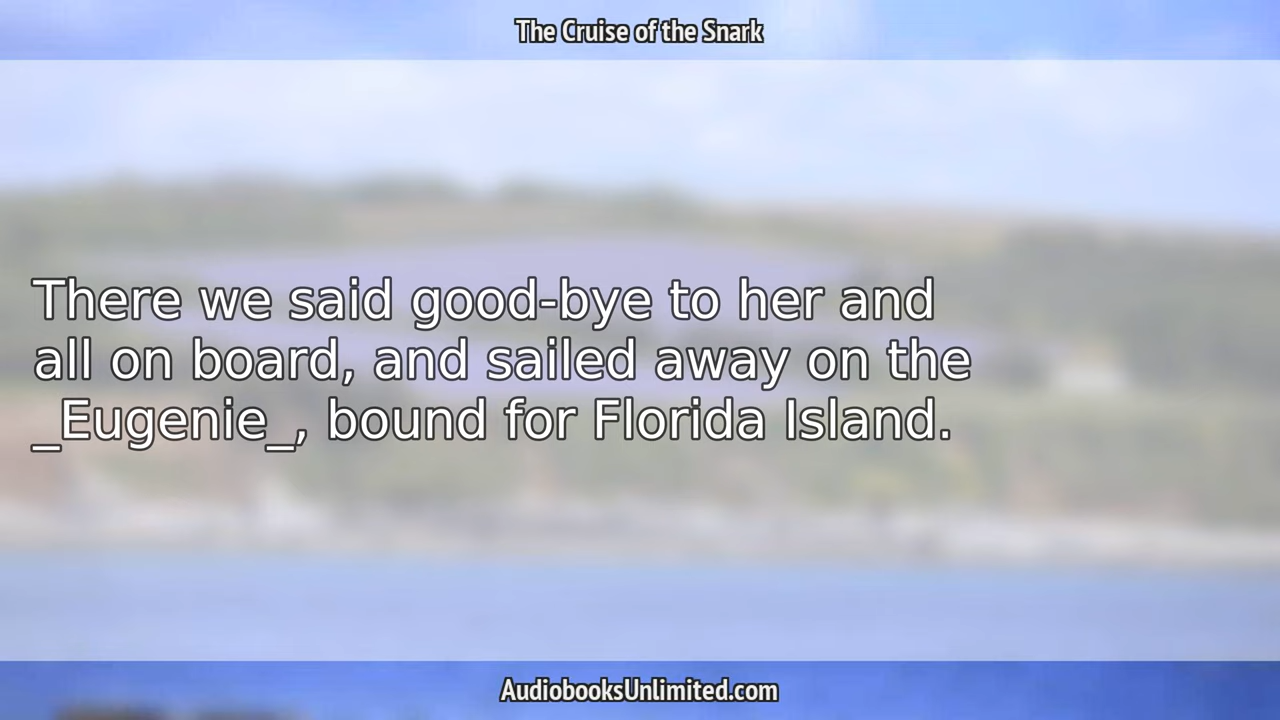 The Cruise of the Snark
There we said good-bye to her and
all on board, and sailed away on the
_Eugenie_, bound for Florida Island.
AudiobooksUnlimited.com